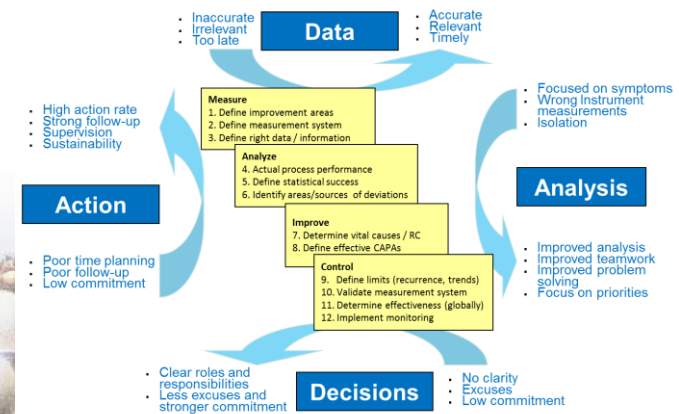 Inaccurate
Irrelevant
Too late
Data
Accurate
Relevant
Timely
High action rate
Strong follow-up
Supervision
Sustainability
Action
Poor time planning
Poor follow-up
Low commitment
Measure
1. Define improvement areas
2. Define measurement system
3. Define right data / information
Analyze
4. Actual process performance
5. Define statistical success
6. Identify areas/sources of deviations
Improve
7. Determine vital causes / RC
8. Define effective CAPAs
Control
9. Define limits (recurrence, trends)
10. Validate measurement system
11. Determine effectiveness (globally)
12. Implement monitoring
Focused on symptoms
Wrong Instrument
measurements
Isolation
Analysis
Improved analysis
Improved teamwork
Improved problem
solving
Focus on priorities
Clear roles and
responsibilities
Less excuses and
stronger commitment
Decisions
No clarity
Excuses
Low commitment